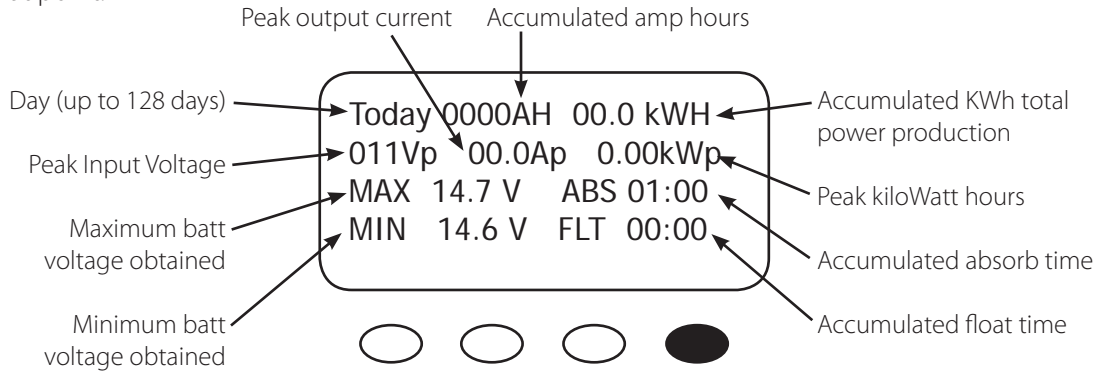 Peak output current
Accumulated amp hours
Day (up to 128 days)
Today 0000AH 00.0 kWH
Accumulated KWh total
power production
Peak Input Voltage
011Vp 00.0Ap 0.00kWp
Peak kiloWatt hours
Maximum batt
voltage obtained
MAX 14.7 V ABS 01:00
Accumulated absorb time
Minimum batt
voltage obtained
MIN 14.6 V FLT 00:00
Accumulated float time